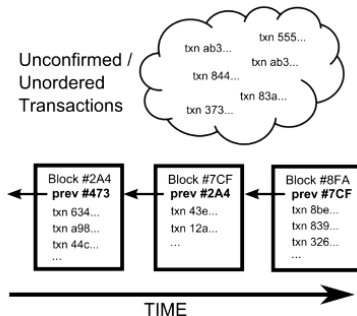 Unconfirmed /
Unordered
Transactions
txn 555...
txn ab3...
txn ab3...
txn 844...
txn 83a...
txn 373...
Block #2A4
prev #473
txn 634...
txn a98...
txn 44c...
...
Block #7CF
prev #2A4
txn 43e...
txn 12a...
...
Block #8FA
prev #7CF
txn 8be...
txn 839...
txn 326...
...
TIME